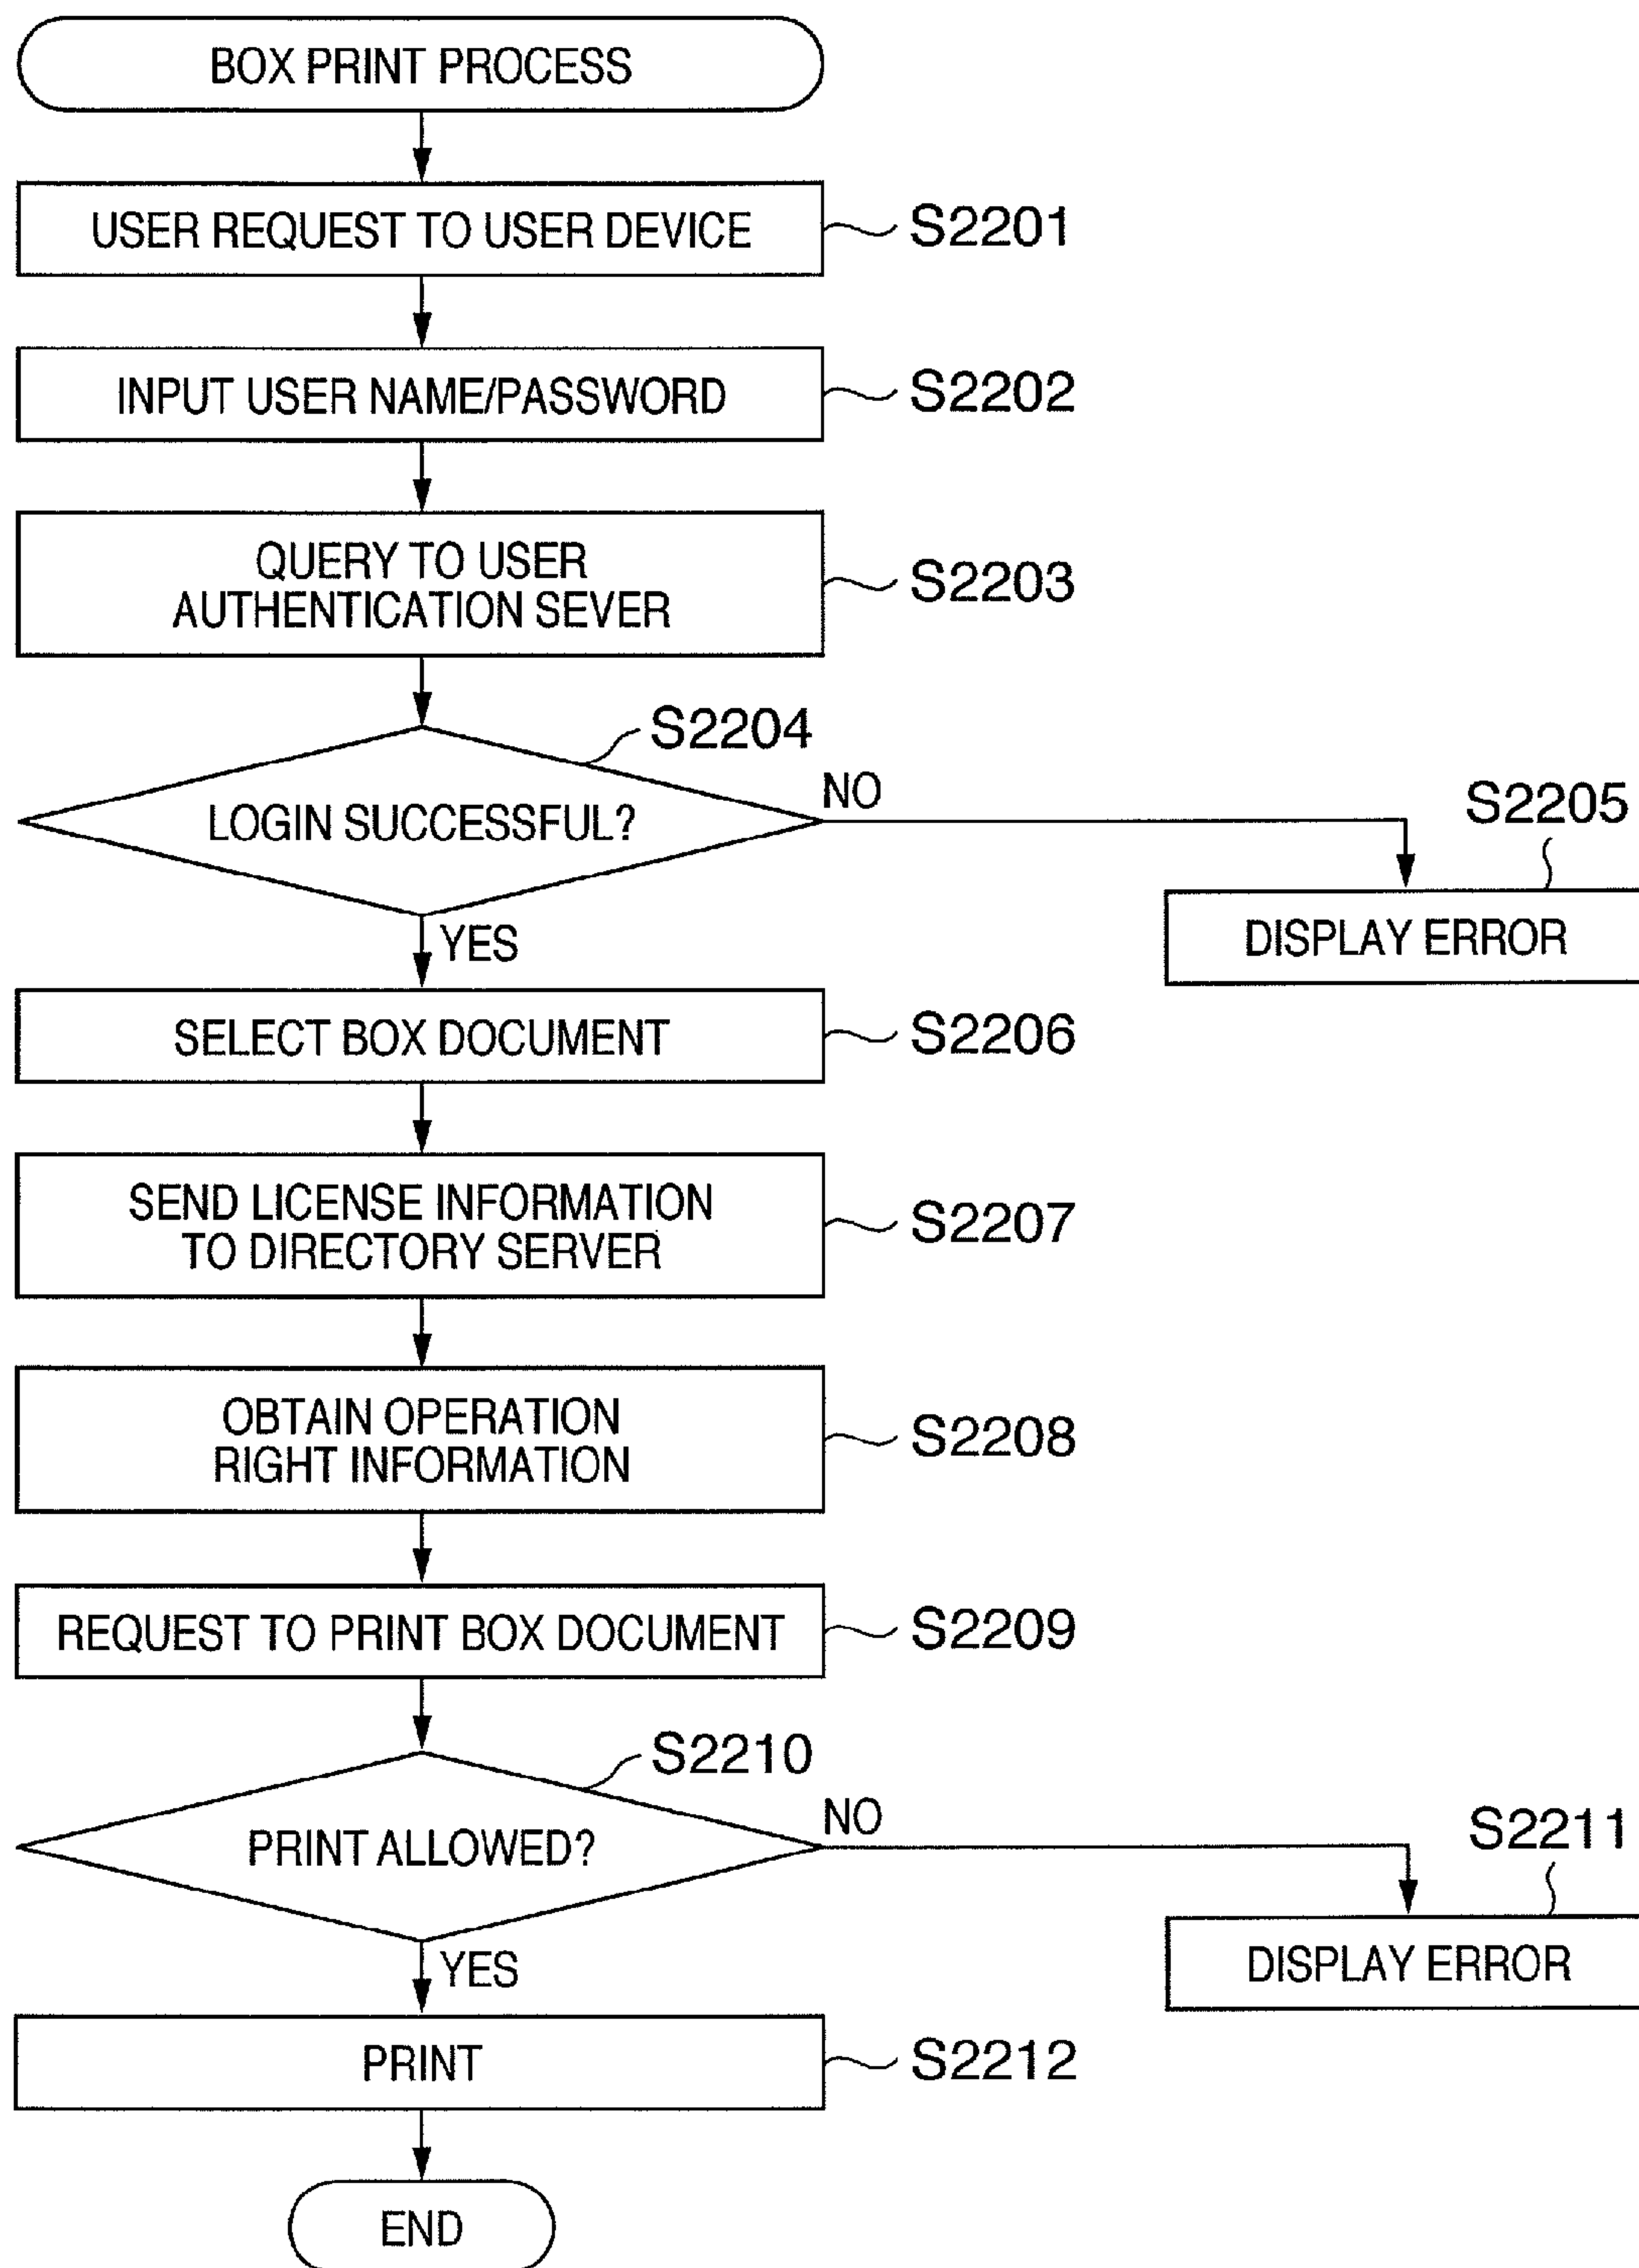 BOX PRINT PROCESS
USER REQUEST TO USER DEVICE
S2201
INPUT USER NAME/PASSWORD
S2202
QUERY TO USER
AUTHENTICATION SEVER
S2203
S2204
LOGIN SUCCESSFUL?
NO
S2205
DISPLAY ERROR
YES
SELECT BOX DOCUMENT
S2206
SEND LICENSE INFORMATION
TO DIRECTORY SERVER
S2207
OBTAIN OPERATION
RIGHT INFORMATION
S2208
REQUEST TO PRINT BOX DOCUMENT
S2209
S2210
PRINT ALLOWED?
NO
S2211
DISPLAY ERROR
YES
PRINT
S2212
END